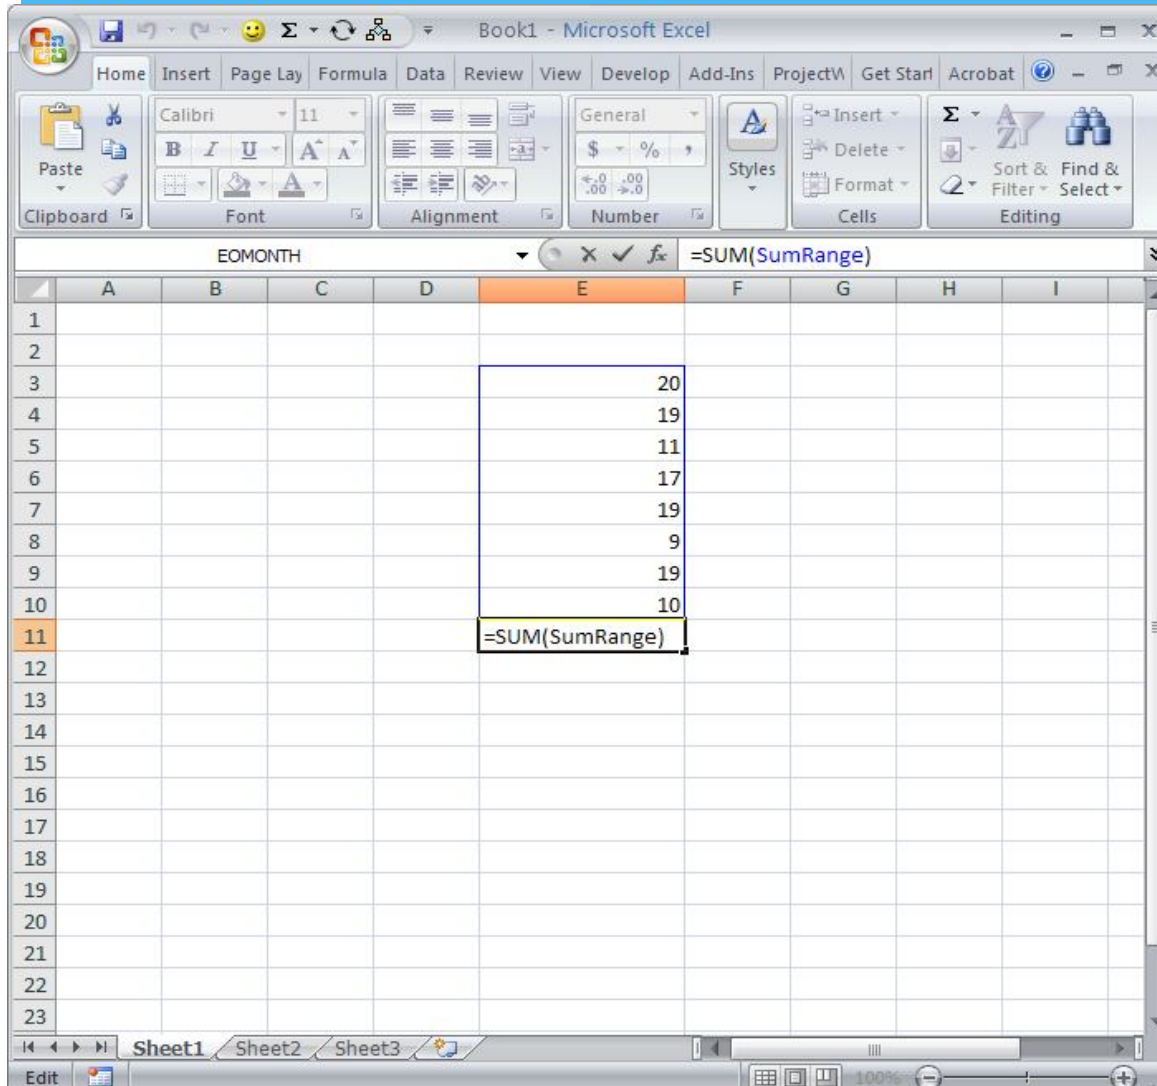 Book1 - Microsoft Excel
Home Insert Page Lay Formula Data Review View Develop Add-Ins ProjectW Get Start Acrobat
Calibri 11 General Insert
B I U A A $ % , Delete
Paste Styles Format Sort & Filter Find & Select
Clipboard Font Alignment Number Cells Editing
EOMONTH fx =SUM(SumRange)
A B C D E F G H I
1
2
3 20
4 19
5 11
6 17
7 19
8 9
9 19
10 10
11 =SUM(SumRange)
12
13
14
15
16
17
18
19
20
21
22
23
Sheet1 Sheet2 Sheet3
Edit 100%